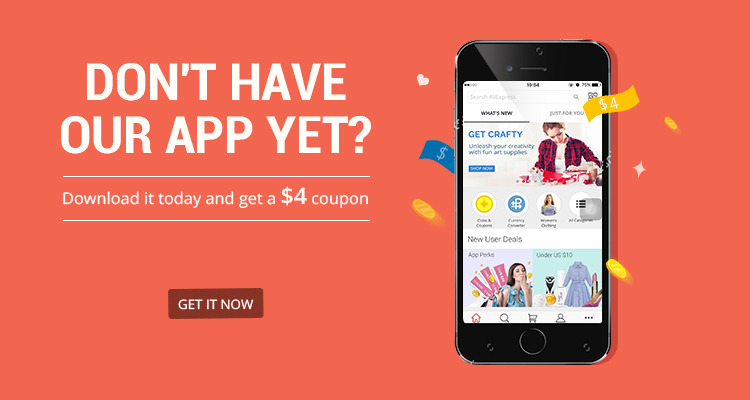 DON'T HAVE
OUR APP YET?
Download it today and get a $4 coupon
GET IT NOW
19:54
75%
Search AliExpress
WHAT'S NEW
JUST FOR YOU
$4
$
GET CRAFTY
Unleash your creativity
with fun art supplies
SHOP NOW
Coins & Coupons
Currency Converter
Women's Clothing
All Categories
New User Deals
App Perks
Under US $10